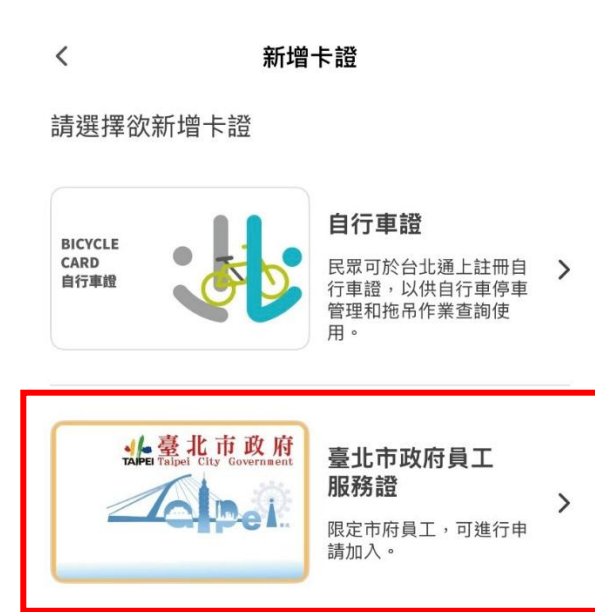 新增卡證
請選擇欲新增卡證
BICYCLE
CARD
自行車證
自行車證
民眾可於台北通上註冊自
行車證，以供自行車停車
管理和拖吊作業查詢使
用。
臺北市政府
TAIPEI Taipei City Government
Taipei
臺北市政府員工
服務證
限定市府員工，可進行申
請加入。